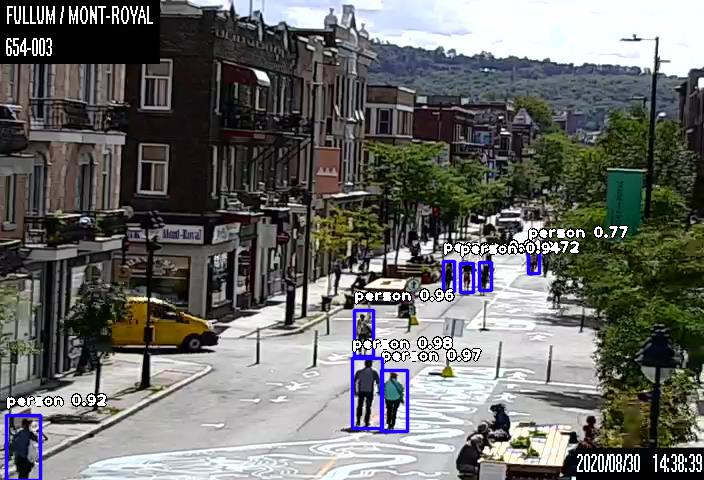 FULLUM / MONT-ROYAL
654-003
Mont-Royal
person 0.77
person 0.96
person 0.98
person 0.97
person 0.92
2020/08/30 14:38:39